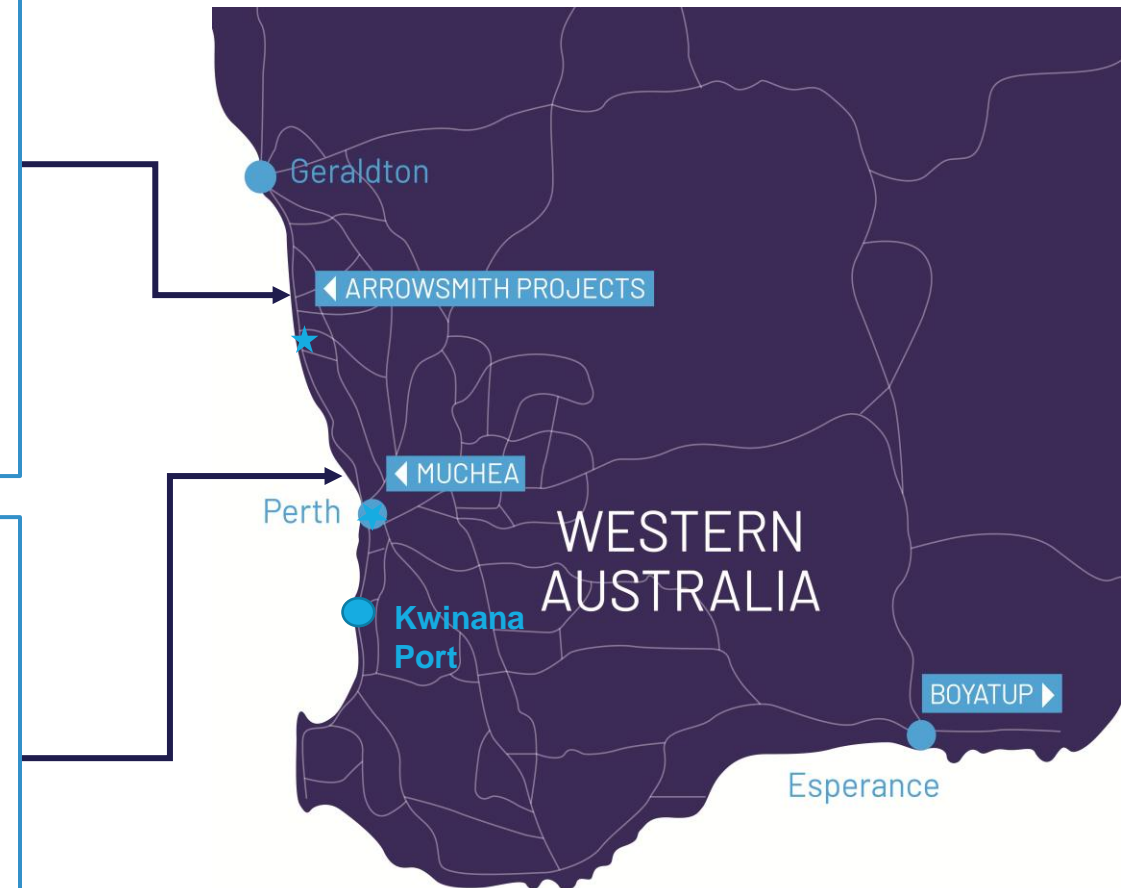 Geraldton
ARROWSMITH PROJECTS
MUCHEA
Perth
WESTERN
AUSTRALIA
Kwinana
Port
BOYATUP
Esperance